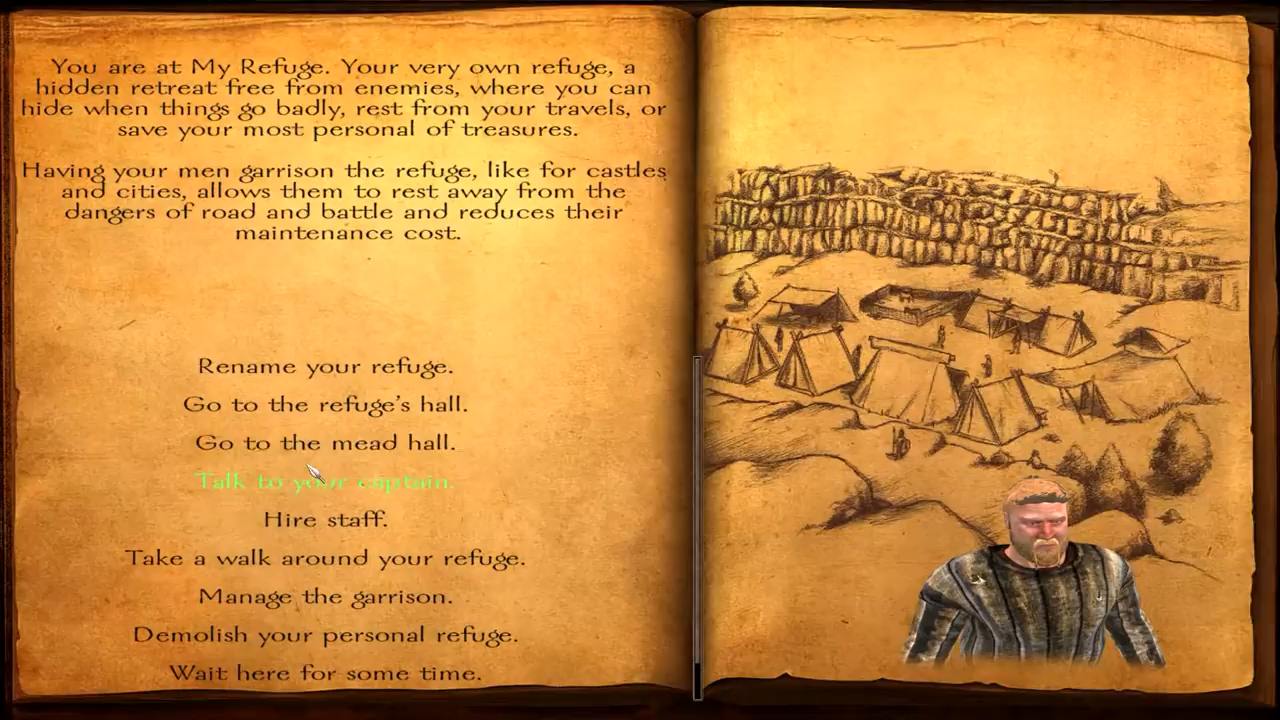 You are at My Refuge. Your very own refuge, a
hidden retreat free from enemies, where you can
hide when things go badly, rest from your travels, or
save your most personal of treasures.
Having your men garrison the refuge, like for castles
and cities, allows them to rest away from the
dangers of road and battle and reduces their
maintenance cost.
Rename your refuge.
Go to the refuge's hall.
Go to the mead hall.
Talk to your captain.
Hire staff.
Take a walk around your refuge.
Manage the garrison.
Demolish your personal refuge.
Wait here for some time.